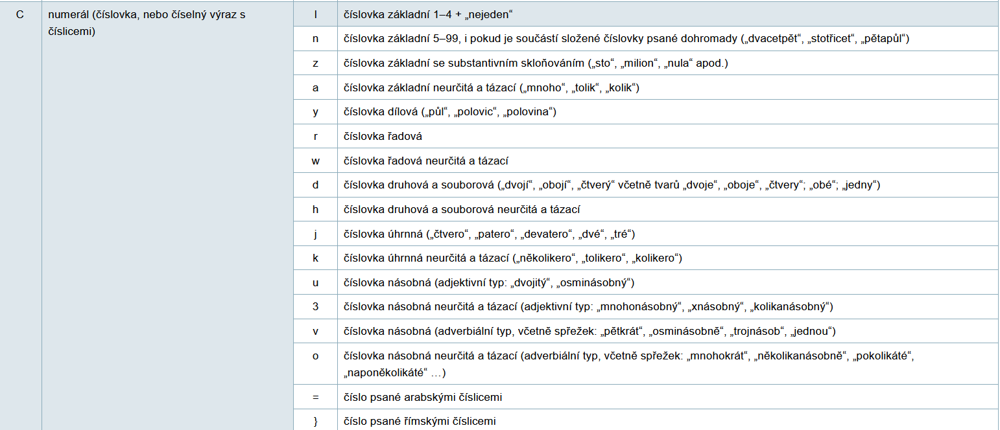 C numerál (číslovka, nebo číselný výraz s číslicemi)
l číslovka základní 1–4 + „nejeden“
n číslovka základní 5–99, i pokud je součástí složené číslovky psané dohromady („dvacetpět“, „stotřicet“, „pětapůl“)
z číslovka základní se substantivním skloňováním („sto“, „milion“, „nula“ apod.)
a číslovka základní neurčitá a tázací („mnoho“, „tolik“, „kolik“)
y číslovka dílová („půl“, „polovic“, „polovina“)
r číslovka řadová
w číslovka řadová neurčitá a tázací
d číslovka druhová a souborová („dvojí“, „obojí“, „čtverý“ včetně tvarů „dvoje“, „oboje“, „čtvery“; „obé“; „jedny“)
h číslovka druhová a souborová neurčitá a tázací
j číslovka úhrnná („čtvero“, „patero“, „devatero“, „dvé“, „tré“)
k číslovka úhrnná neurčitá a tázací („několikero“, „tolikero“, „kolikero“)
u číslovka násobná (adjektivní typ: „dvojitý“, „osminásobný“)
3 číslovka násobná neurčitá a tázací (adjektivní typ: „mnohonásobný“, „xnásobný“, „kolikanásobný“)
v číslovka násobná (adverbiální typ, včetně spřežek: „pětkrát“, „osminásobně“, „trojnásob“, „jednou“)
o číslovka násobná neurčitá a tázací (adverbiální typ, včetně spřežek: „mnohokrát“, „několikanásobně“, „pokolikáté“,
„naponěkolikáté“ …)
= číslo psané arabskými číslicemi
} číslo psané římskými číslicemi